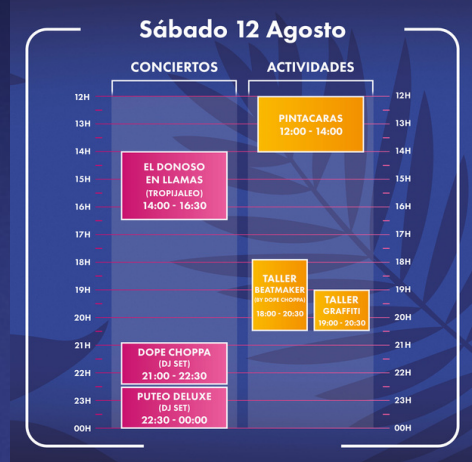 Sábado 12 Agosto
CONCIERTOS
ACTIVIDADES
12H
12H
PINTACARAS
12:00 - 14:00
13H
13H
14H
14H
EL DONOSO
EN LLAMAS
(TROPIJALEO)
14:00 - 16:30
15H
15H
16H
16H
17H
17H
18H
18H
TALLER
BEATMAKER
(BY DOPE CHOPPA)
18:00 - 20:30
19H
19H
TALLER
GRAFFITI
19:00 - 20:30
20H
20H
21H
21H
DOPE CHOPPA
(DJ SET)
21:00 - 22:30
22H
22H
PUTEO DELUXE
(DJ SET)
22:30 - 00:00
23H
23H
00H
00H